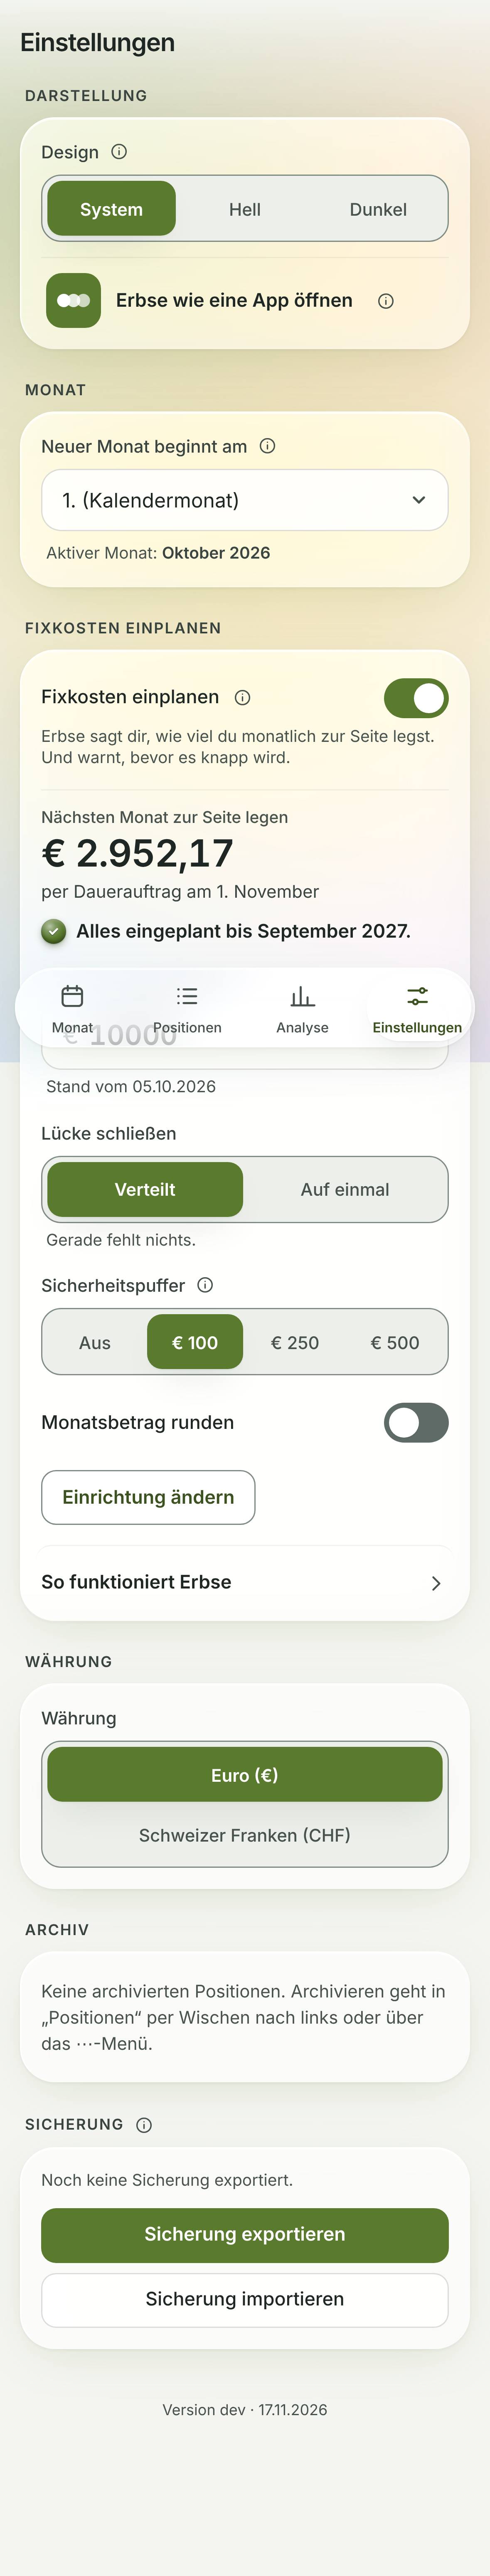 Einstellungen
DARSTELLUNG
Design
System
Hell
Dunkel
Erbse wie eine App öffnen
MONAT
Neuer Monat beginnt am
1. (Kalendermonat)
Aktiver Monat: Oktober 2026
FIXKOSTEN EINPLANEN
Fixkosten einplanen
Erbse sagt dir, wie viel du monatlich zur Seite legst.
Und warnt, bevor es knapp wird.
Nächsten Monat zur Seite legen
€ 2.952,17
per Dauerauftrag am 1. November
Alles eingeplant bis September 2027.
Monat
Positionen
Analyse
Einstellungen
€ 10000
Stand vom 05.10.2026
Lücke schließen
Verteilt
Auf einmal
Gerade fehlt nichts.
Sicherheitspuffer
Aus
€ 100
€ 250
€ 500
Monatsbetrag runden
Einrichtung ändern
So funktioniert Erbse
WÄHRUNG
Währung
Euro (€)
Schweizer Franken (CHF)
ARCHIV
Keine archivierten Positionen. Archivieren geht in
„Positionen“ per Wischen nach links oder über
das ⋯-Menü.
SICHERUNG
Noch keine Sicherung exportiert.
Sicherung exportieren
Sicherung importieren
Version dev · 17.11.2026